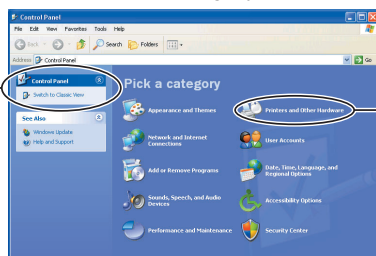 Control Panel
File Edit View Favorites Tools Help
Back Search Folders
Address Control Panel Go
Control Panel
Switch to Classic View
See Also
Windows Update
Help and Support
Pick a category
Appearance and Themes
Printers and Other Hardware
Network and Internet
Connections
User Accounts
Add or Remove Programs
Date, Time, Language, and
Regional Options
Sounds, Speech, and Audio
Devices
Accessibility Options
Performance and Maintenance
Security Center